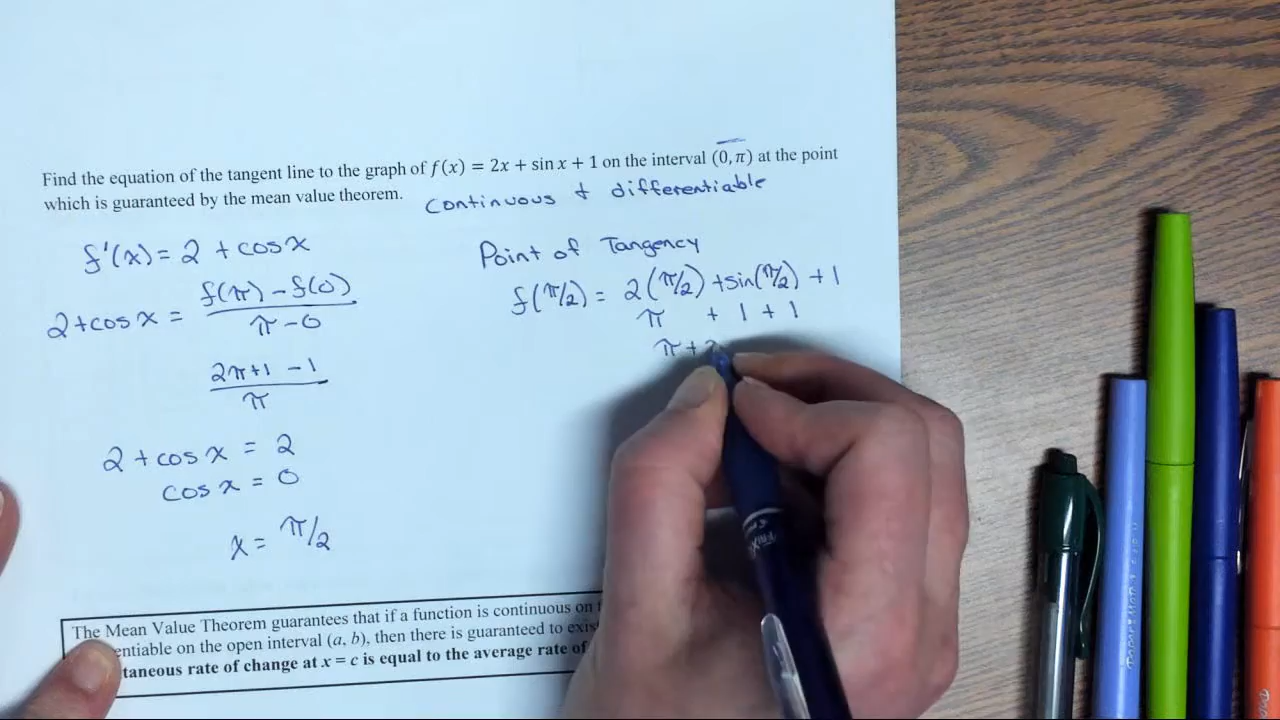 Find the equation of the tangent line to the graph of f(x) = 2x + sin x + 1 on the interval (0, π) at the point
which is guaranteed by the mean value theorem.
continuous + differentiable
f'(x) = 2 + cos x
2 + cos x = f(π) - f(0) / π - 0
2π + 1 - 1 / π
2 + cos x = 2
cos x = 0
x = π/2
Point of Tangency
f(π/2) = 2(π/2) + sin(π/2) + 1
π + 1 + 1
π +
The Mean Value Theorem guarantees that if a function is continuous on
entiable on the open interval (a, b), then there is guaranteed to exis
taneous rate of change at x = c is equal to the average rate of